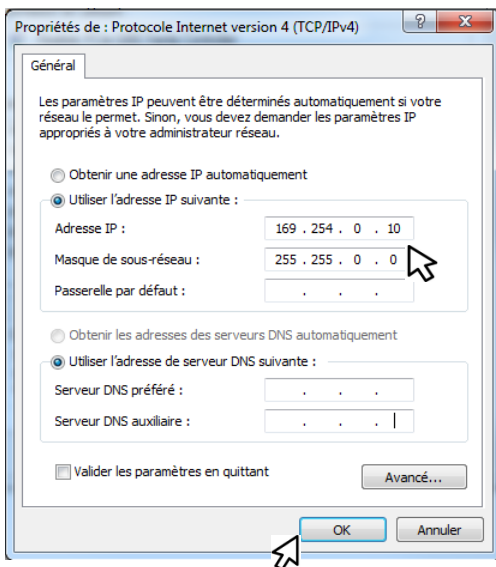 Propriétés de : Protocole Internet version 4 (TCP/IPv4)
Général
Les paramètres IP peuvent être déterminés automatiquement si votre
réseau le permet. Sinon, vous devez demander les paramètres IP
appropriés à votre administrateur réseau.
Obtenir une adresse IP automatiquement
Utiliser l'adresse IP suivante :
Adresse IP : 169 . 254 . 0 . 10
Masque de sous-réseau : 255 . 255 . 0 . 0
Passerelle par défaut : . . .
Obtenir les adresses des serveurs DNS automatiquement
Utiliser l'adresse de serveur DNS suivante :
Serveur DNS préféré : . . .
Serveur DNS auxiliaire : . . .
Valider les paramètres en quittant
Avancé...
OK Annuler